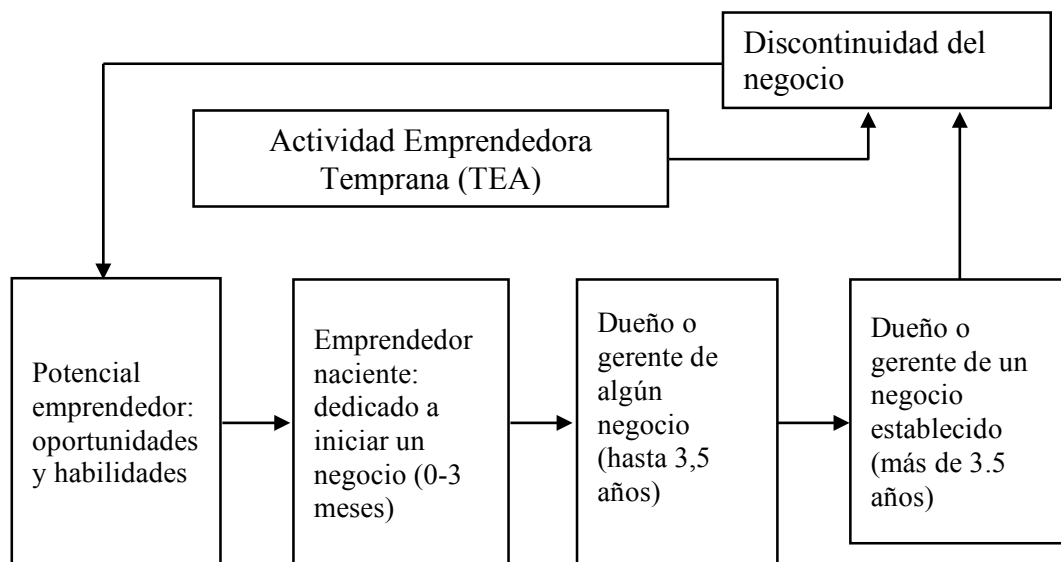 Discontinuidad del
negocio
Actividad Emprendedora
Temprana (TEA)
Potencial
emprendedor:
oportunidades
y habilidades
Emprendedor
naciente:
dedicado a
iniciar un
negocio (0-3
meses)
Dueño o
gerente de
algún
negocio
(hasta 3,5
años)
Dueño o
gerente de un
negocio
establecido
(más de 3.5
años)